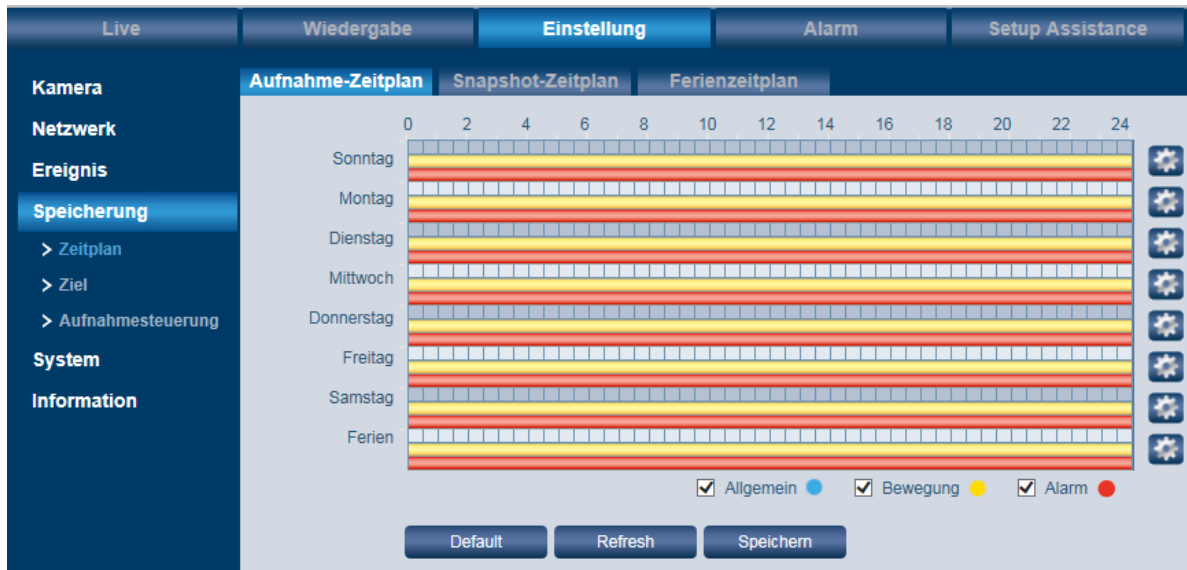 Live Wiedergabe Einstellung Alarm Setup Assistance
Kamera
Netzwerk
Ereignis
Speicherung
> Zeitplan
> Ziel
> Aufnahmesteuerung
System
Information
Aufnahme-Zeitplan Snapshot-Zeitplan Ferienzeitplan
0 2 4 6 8 10 12 14 16 18 20 22 24
Sonntag
Montag
Dienstag
Mittwoch
Donnerstag
Freitag
Samstag
Ferien
Allgemein Bewegung Alarm
Default Refresh Speichern